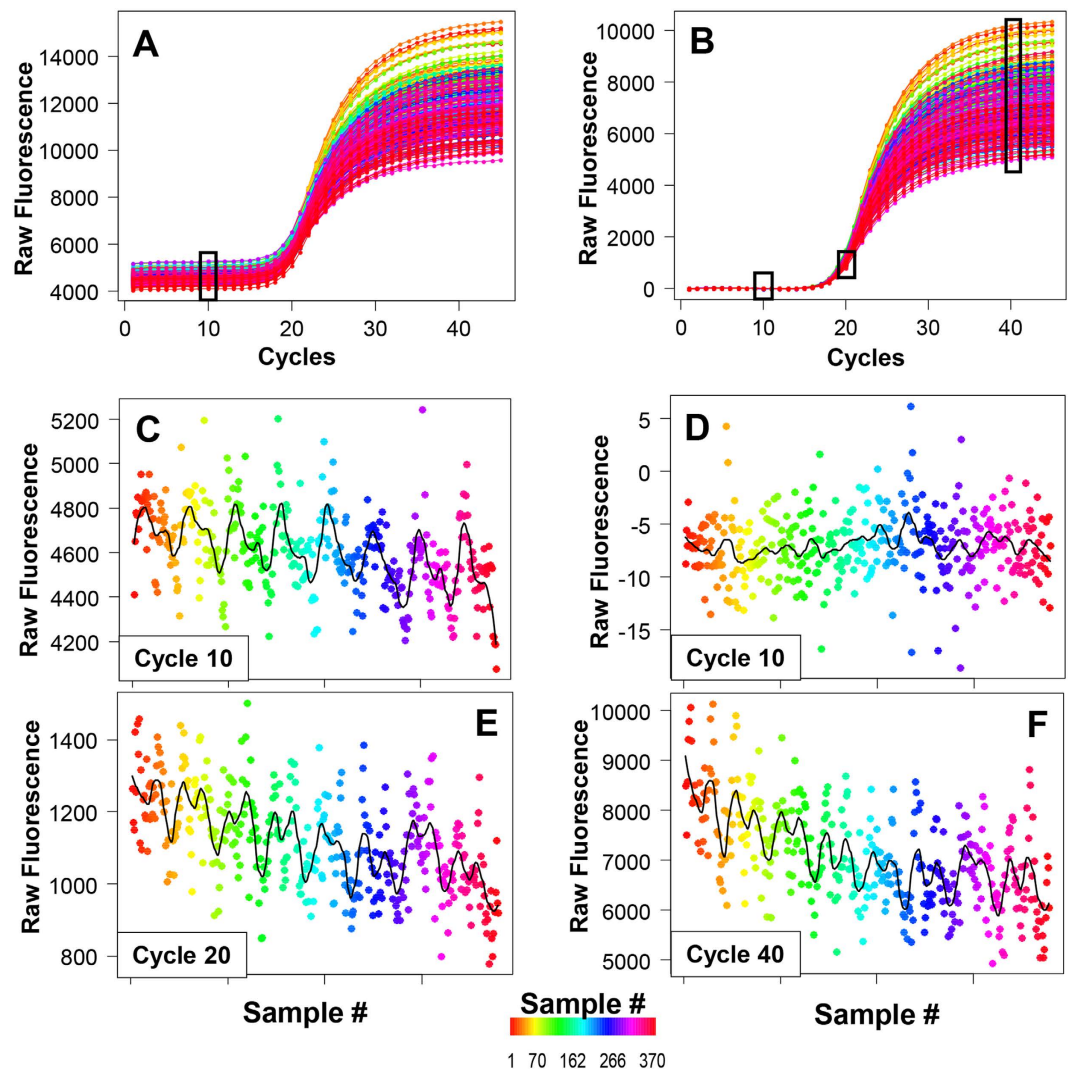 A
B
Raw Fluorescence
14000
12000
10000
8000
6000
4000
0 10 20 30 40
Cycles
Raw Fluorescence
10000
8000
6000
4000
2000
0
0 10 20 30 40
Cycles
C
Raw Fluorescence
5200
5000
4800
4600
4400
4200
Cycle 10
D
Raw Fluorescence
5
0
-5
-10
-15
Cycle 10
E
Raw Fluorescence
1400
1200
1000
800
Cycle 20
Sample #
F
Raw Fluorescence
10000
9000
8000
7000
6000
5000
Cycle 40
Sample #
Sample #
1 70 162 266 370